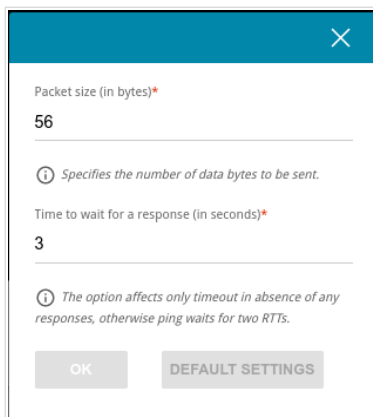 Packet size (in bytes)*
56
Specifies the number of data bytes to be sent.
Time to wait for a response (in seconds)*
3
The option affects only timeout in absence of any
responses, otherwise ping waits for two RTTs.
OK
DEFAULT SETTINGS